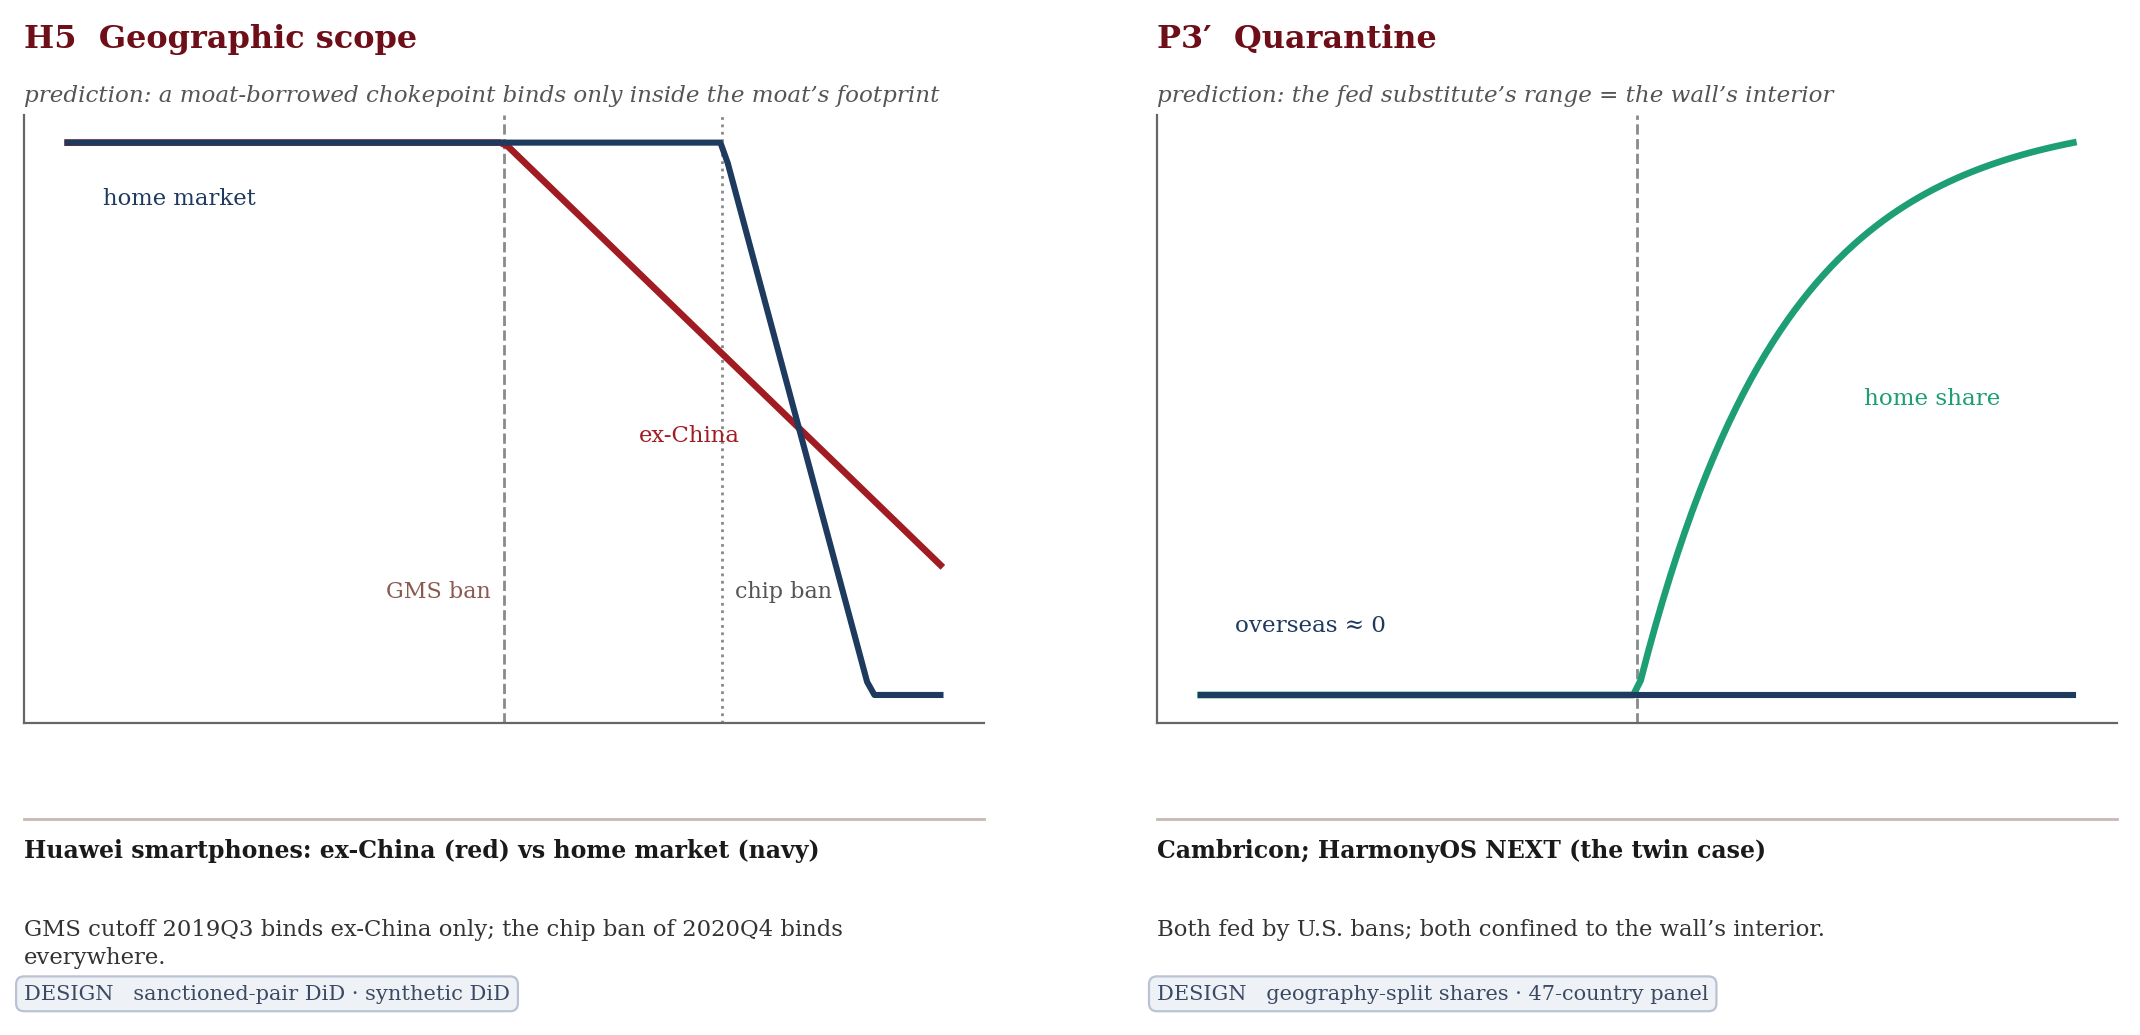 H5  Geographic scope
prediction: a moat-borrowed chokepoint binds only inside the moat’s footprint
home market
ex-China
GMS ban
chip ban
Huawei smartphones: ex-China (red) vs home market (navy)
GMS cutoff 2019Q3 binds ex-China only; the chip ban of 2020Q4 binds
everywhere.
DESIGN   sanctioned-pair DiD · synthetic DiD
P3′  Quarantine
prediction: the fed substitute’s range = the wall’s interior
home share
overseas ≈ 0
Cambricon; HarmonyOS NEXT (the twin case)
Both fed by U.S. bans; both confined to the wall’s interior.
DESIGN   geography-split shares · 47-country panel